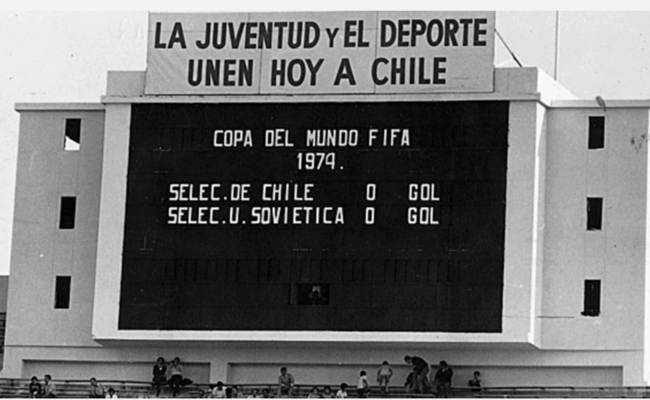 LA JUVENTUD Y EL DEPORTE
UNEN HOY A CHILE
COPA DEL MUNDO FIFA
1974.
SELEC. DE CHILE 0 GOL
SELEC. U. SOVIETICA 0 GOL